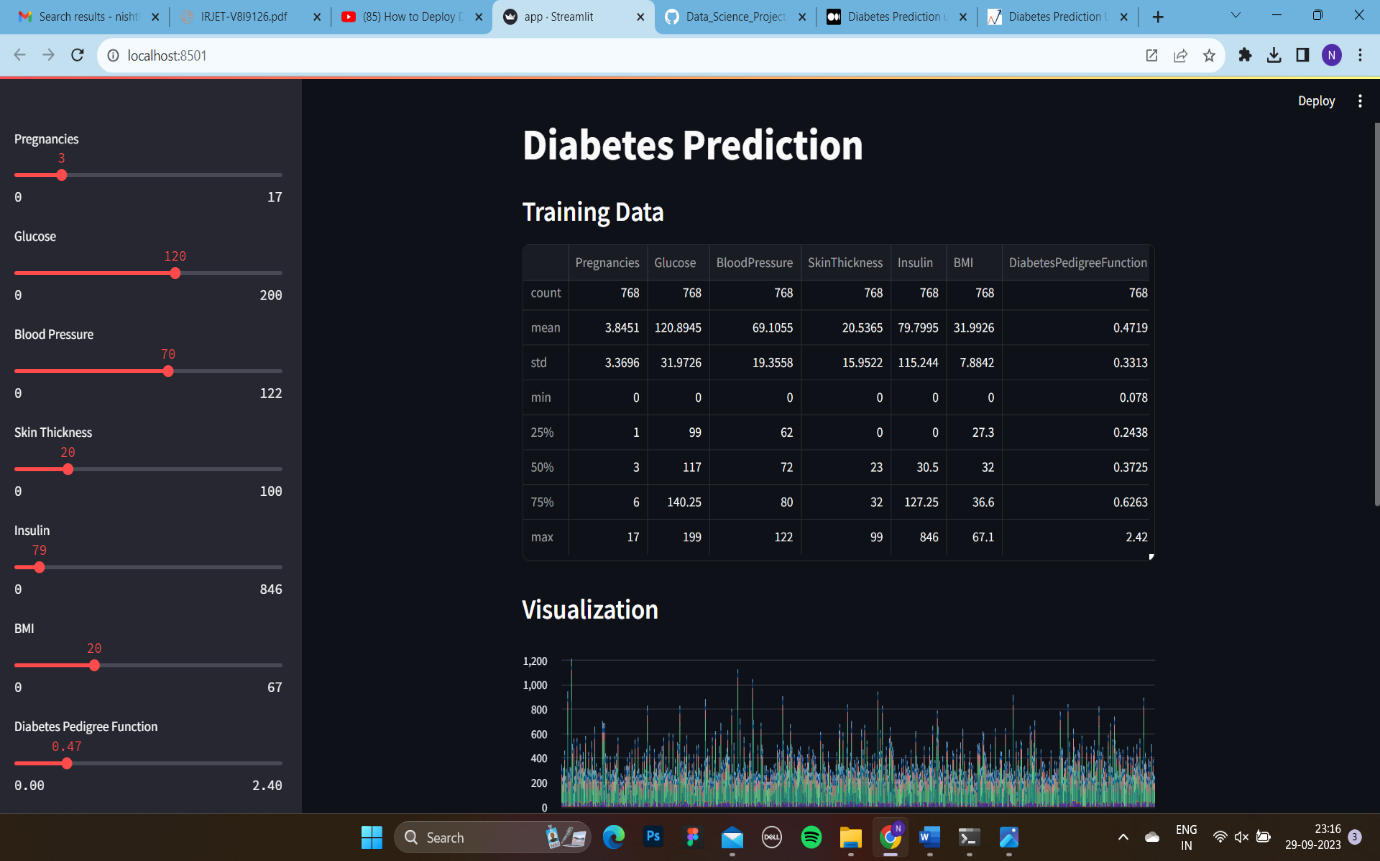 Search results - nisht
IRJET-V8I9126.pdf
(85) How to Deploy D
app · Streamlit
Data_Science_Project
Diabetes Prediction u
Diabetes Prediction U
localhost:8501
N
Deploy
Pregnancies
3
0 17
Glucose
120
0 200
Blood Pressure
70
0 122
Skin Thickness
20
0 100
Insulin
79
0 846
BMI
20
0 67
Diabetes Pedigree Function
0.47
0.00 2.40
Diabetes Prediction
Training Data
Pregnancies Glucose BloodPressure SkinThickness Insulin BMI DiabetesPedigreeFunction
count 768 768 768 768 768 768 768
mean 3.8451 120.8945 69.1055 20.5365 79.7995 31.9926 0.4719
std 3.3696 31.9726 19.3558 15.9522 115.244 7.8842 0.3313
min 0 0 0 0 0 0 0.078
25% 1 99 62 0 0 27.3 0.2438
50% 3 117 72 23 30.5 32 0.3725
75% 6 140.25 80 32 127.25 36.6 0.6263
max 17 199 122 99 846 67.1 2.42
Visualization
1,200
1,000
800
600
400
200
0
Search
Ps
DELL
N
W
ENG
IN
23:16
29-09-2023
3